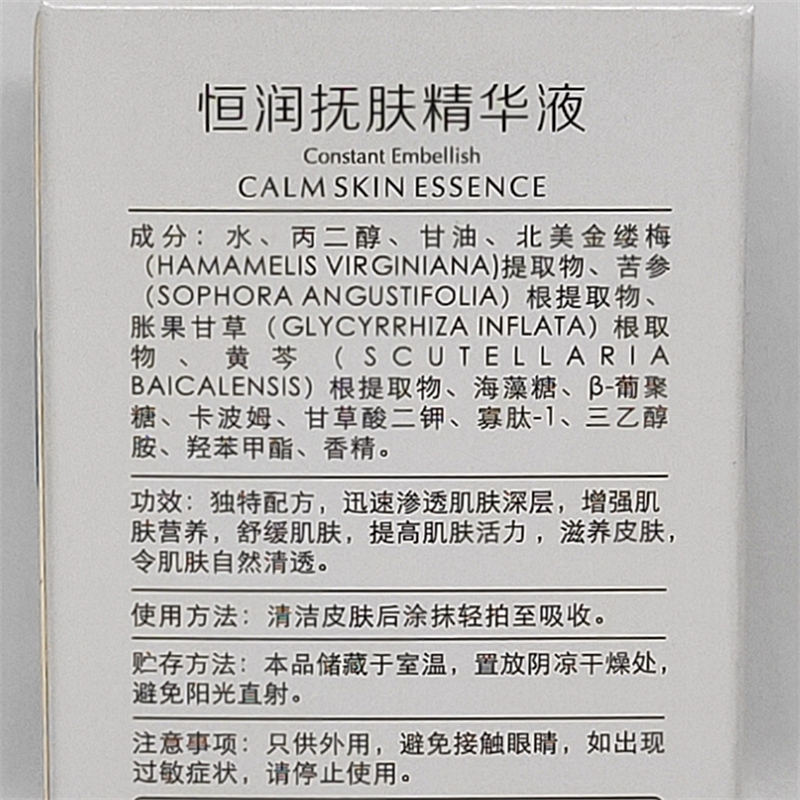 恒润抚肤精华液
Constant Embellish
CALM SKIN ESSENCE
成分：水、丙二醇、甘油、北美金缕梅
（HAMAMELIS VIRGINIANA)提取物、苦参
（SOPHORA ANGUSTIFOLIA）根提取物、
胀果甘草（GLYCYRRHIZA INFLATA）根取
物、黄芩（SCUTELLARIA
BAICALENSIS）根提取物、海藻糖、β-葡聚
糖、卡波姆、甘草酸二钾、寡肽-1、三乙醇
胺、羟苯甲酯、香精。
功效：独特配方，迅速渗透肌肤深层，增强肌
肤营养，舒缓肌肤，提高肌肤活力，滋养皮肤，
令肌肤自然清透。
使用方法：清洁皮肤后涂抹轻拍至吸收。
贮存方法：本品储藏于室温，置放阴凉干燥处，
避免阳光直射。
注意事项：只供外用，避免接触眼睛，如出现
过敏症状，请停止使用。